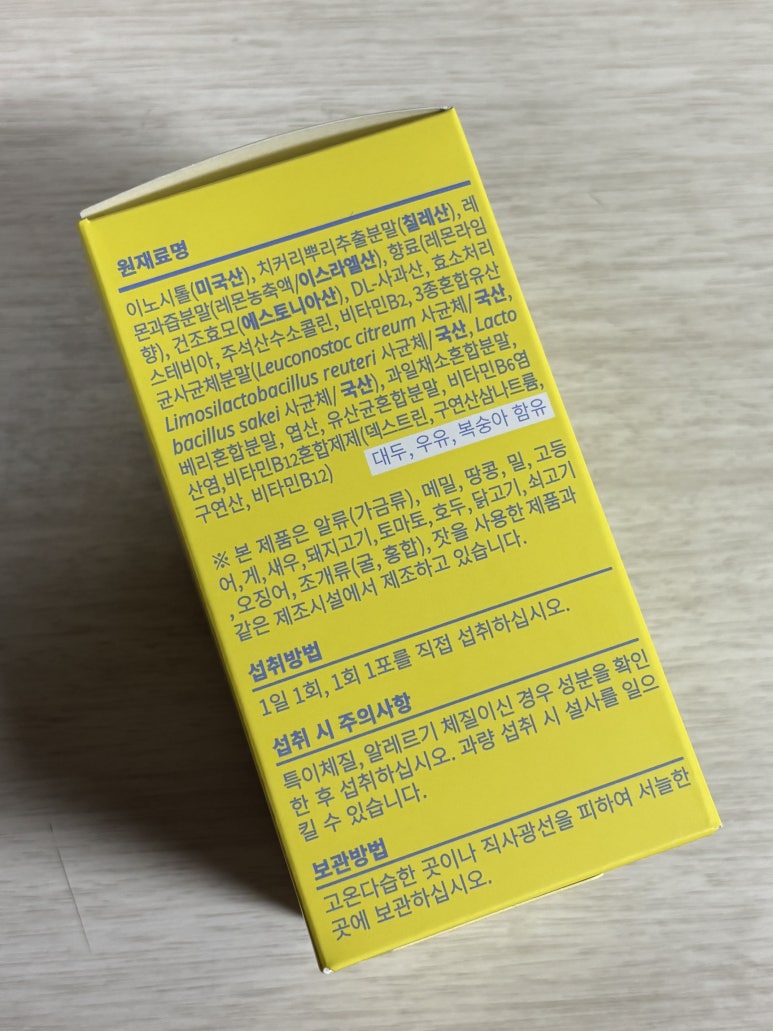 원재료명
이노시톨(미국산), 치커리뿌리추출분말(칠레산), 레
몬과즙분말(레몬농축액/이스라엘산), 향료(레몬라임
향), 건조효모(에스토니아산), DL-사과산, 효소처리
스테비아, 주석산수소콜린, 비타민B2, 3종혼합유산
균사균체분말(Leuconostoc citreum 사균체/국산,
Limosilactobacillus reuteri 사균체/국산, Lacto
bacillus sakei 사균체/ 국산), 과일채소혼합분말,
베리혼합분말, 엽산, 유산균혼합분말, 비타민B6염
산염,비타민B12혼합제제(덱스트린, 구연산삼나트륨,
구연산, 비타민B12)
대두, 우유, 복숭아 함유
※ 본 제품은 알류(가금류), 메밀, 땅콩, 밀, 고등
어,게,새우,돼지고기,토마토,호두,닭고기,쇠고기
,오징어, 조개류(굴, 홍합), 잣을 사용한 제품과
같은 제조시설에서 제조하고 있습니다.
섭취방법
1일 1회, 1회 1포를 직접 섭취하십시오.
섭취 시 주의사항
특이체질, 알레르기 체질이신 경우 성분을 확인
한 후 섭취하십시오. 과량 섭취 시 설사를 일으
킬 수 있습니다.
보관방법
고온다습한 곳이나 직사광선을 피하여 서늘한
곳에 보관하십시오.